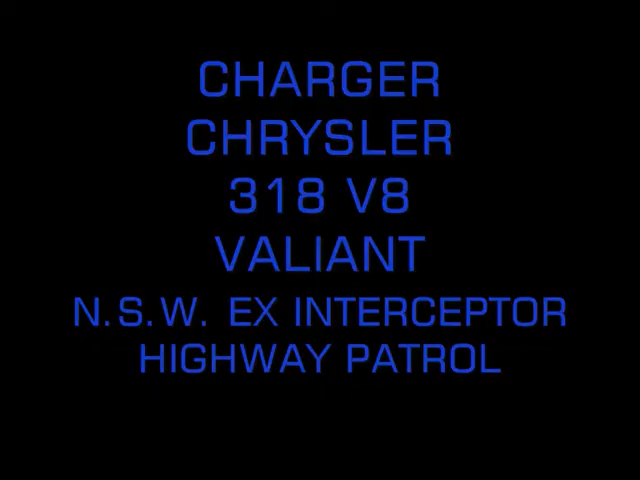 CHARGER
CHRYSLER
318 V8
VALIANT
N.S.W. EX INTERCEPTOR
HIGHWAY PATROL